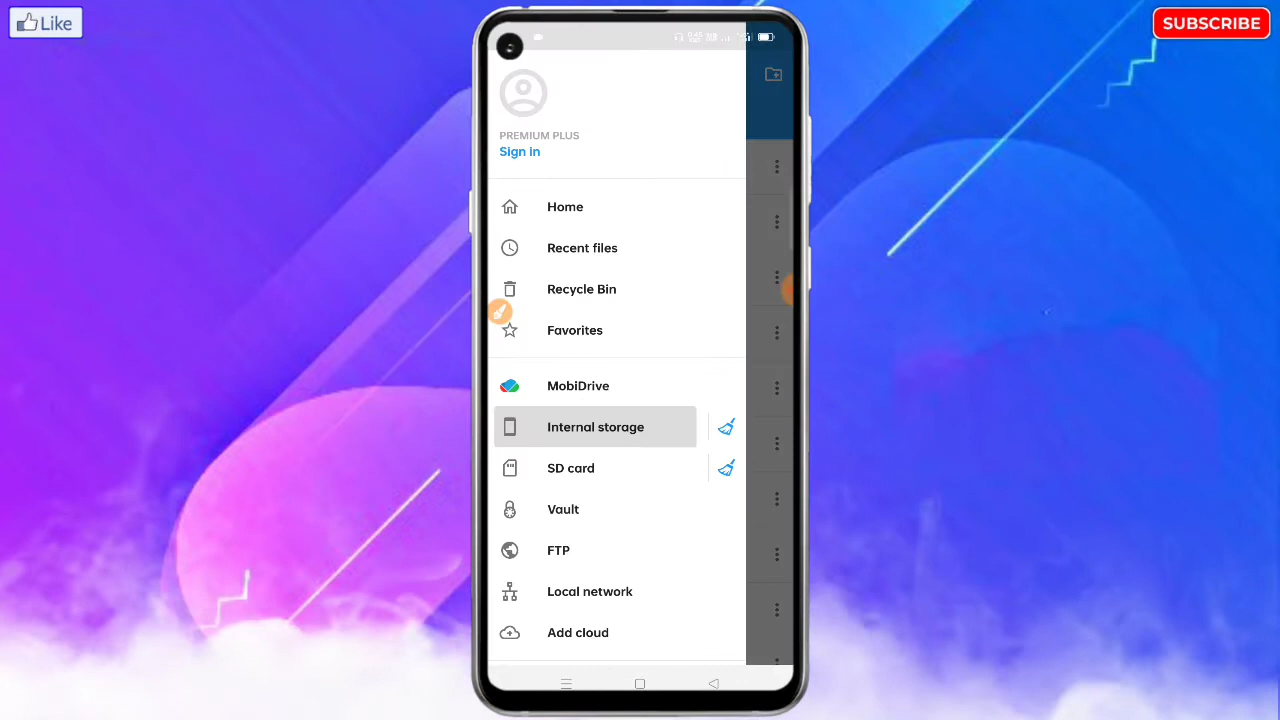 Like
SUBSCRIBE
PREMIUM PLUS
Sign in
Home
Recent files
Recycle Bin
Favorites
MobiDrive
Internal storage
SD card
Vault
FTP
Local network
Add cloud